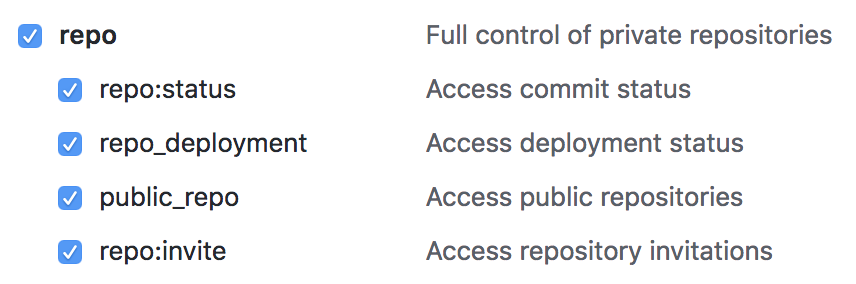 repo Full control of private repositories
repo:status Access commit status
repo_deployment Access deployment status
public_repo Access public repositories
repo:invite Access repository invitations